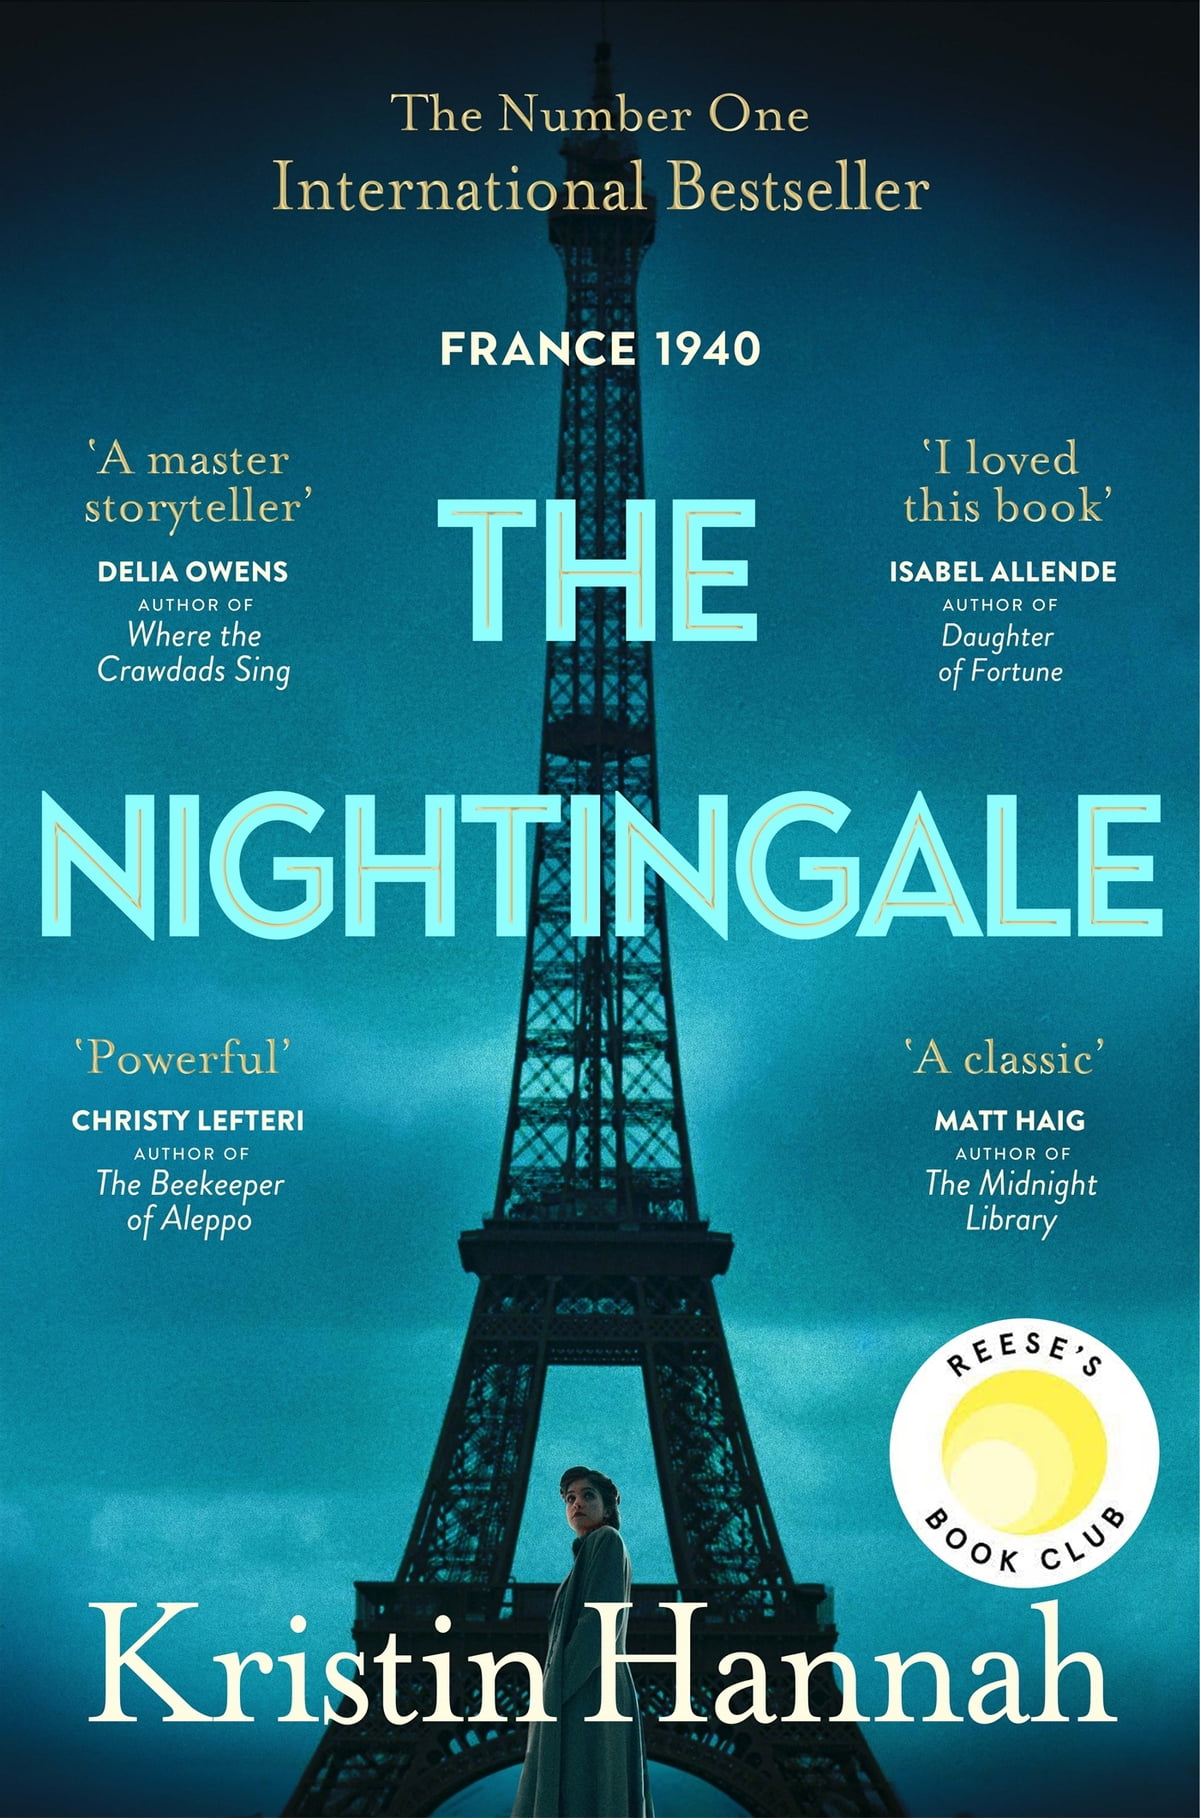 The Number One
International Bestseller
FRANCE 1940
‘A master
storyteller’
DELIA OWENS
AUTHOR OF
Where the
Crawdads Sing
‘I loved
this book’
ISABEL ALLENDE
AUTHOR OF
Daughter
of Fortune
THE
NIGHTINGALE
‘Powerful’
CHRISTY LEFTERI
AUTHOR OF
The Beekeeper
of Aleppo
‘A classic’
MATT HAIG
AUTHOR OF
The Midnight
Library
REESE’S
BOOK CLUB
Kristin Hannah